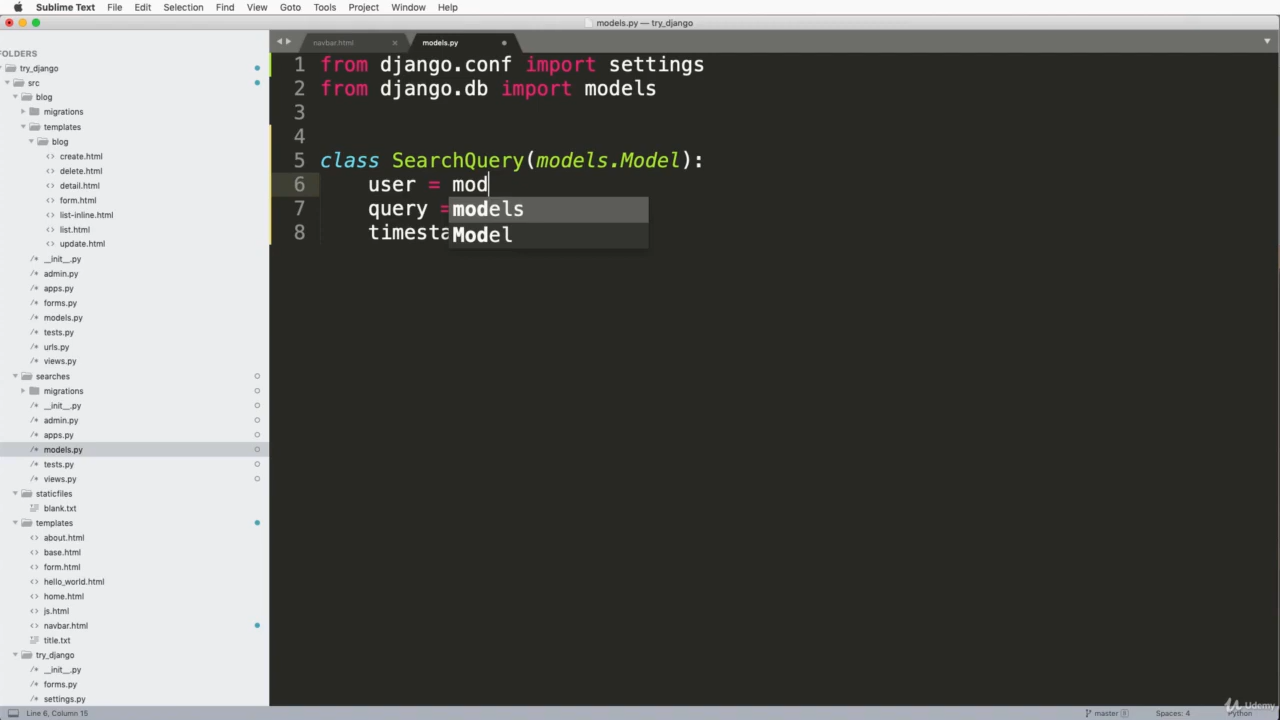 Sublime Text File Edit Selection Find View Goto Tools Project Window Help
models.py — try_django
FOLDERS
try_django
src
blog
migrations
templates
blog
create.html
delete.html
detail.html
form.html
list-inline.html
list.html
update.html
__init__.py
admin.py
apps.py
forms.py
models.py
tests.py
urls.py
views.py
searches
migrations
__init__.py
admin.py
apps.py
models.py
tests.py
views.py
staticfiles
blank.txt
templates
about.html
base.html
form.html
hello_world.html
home.html
js.html
navbar.html
title.txt
try_django
__init__.py
forms.py
settings.py
navbar.html models.py
1 from django.conf import settings
2 from django.db import models
3
4
5 class SearchQuery(models.Model):
6 user = mod
7 query =
8 timesta
models
Model
Line 6, Column 15 master 8 Spaces: 4 Python
Udemy